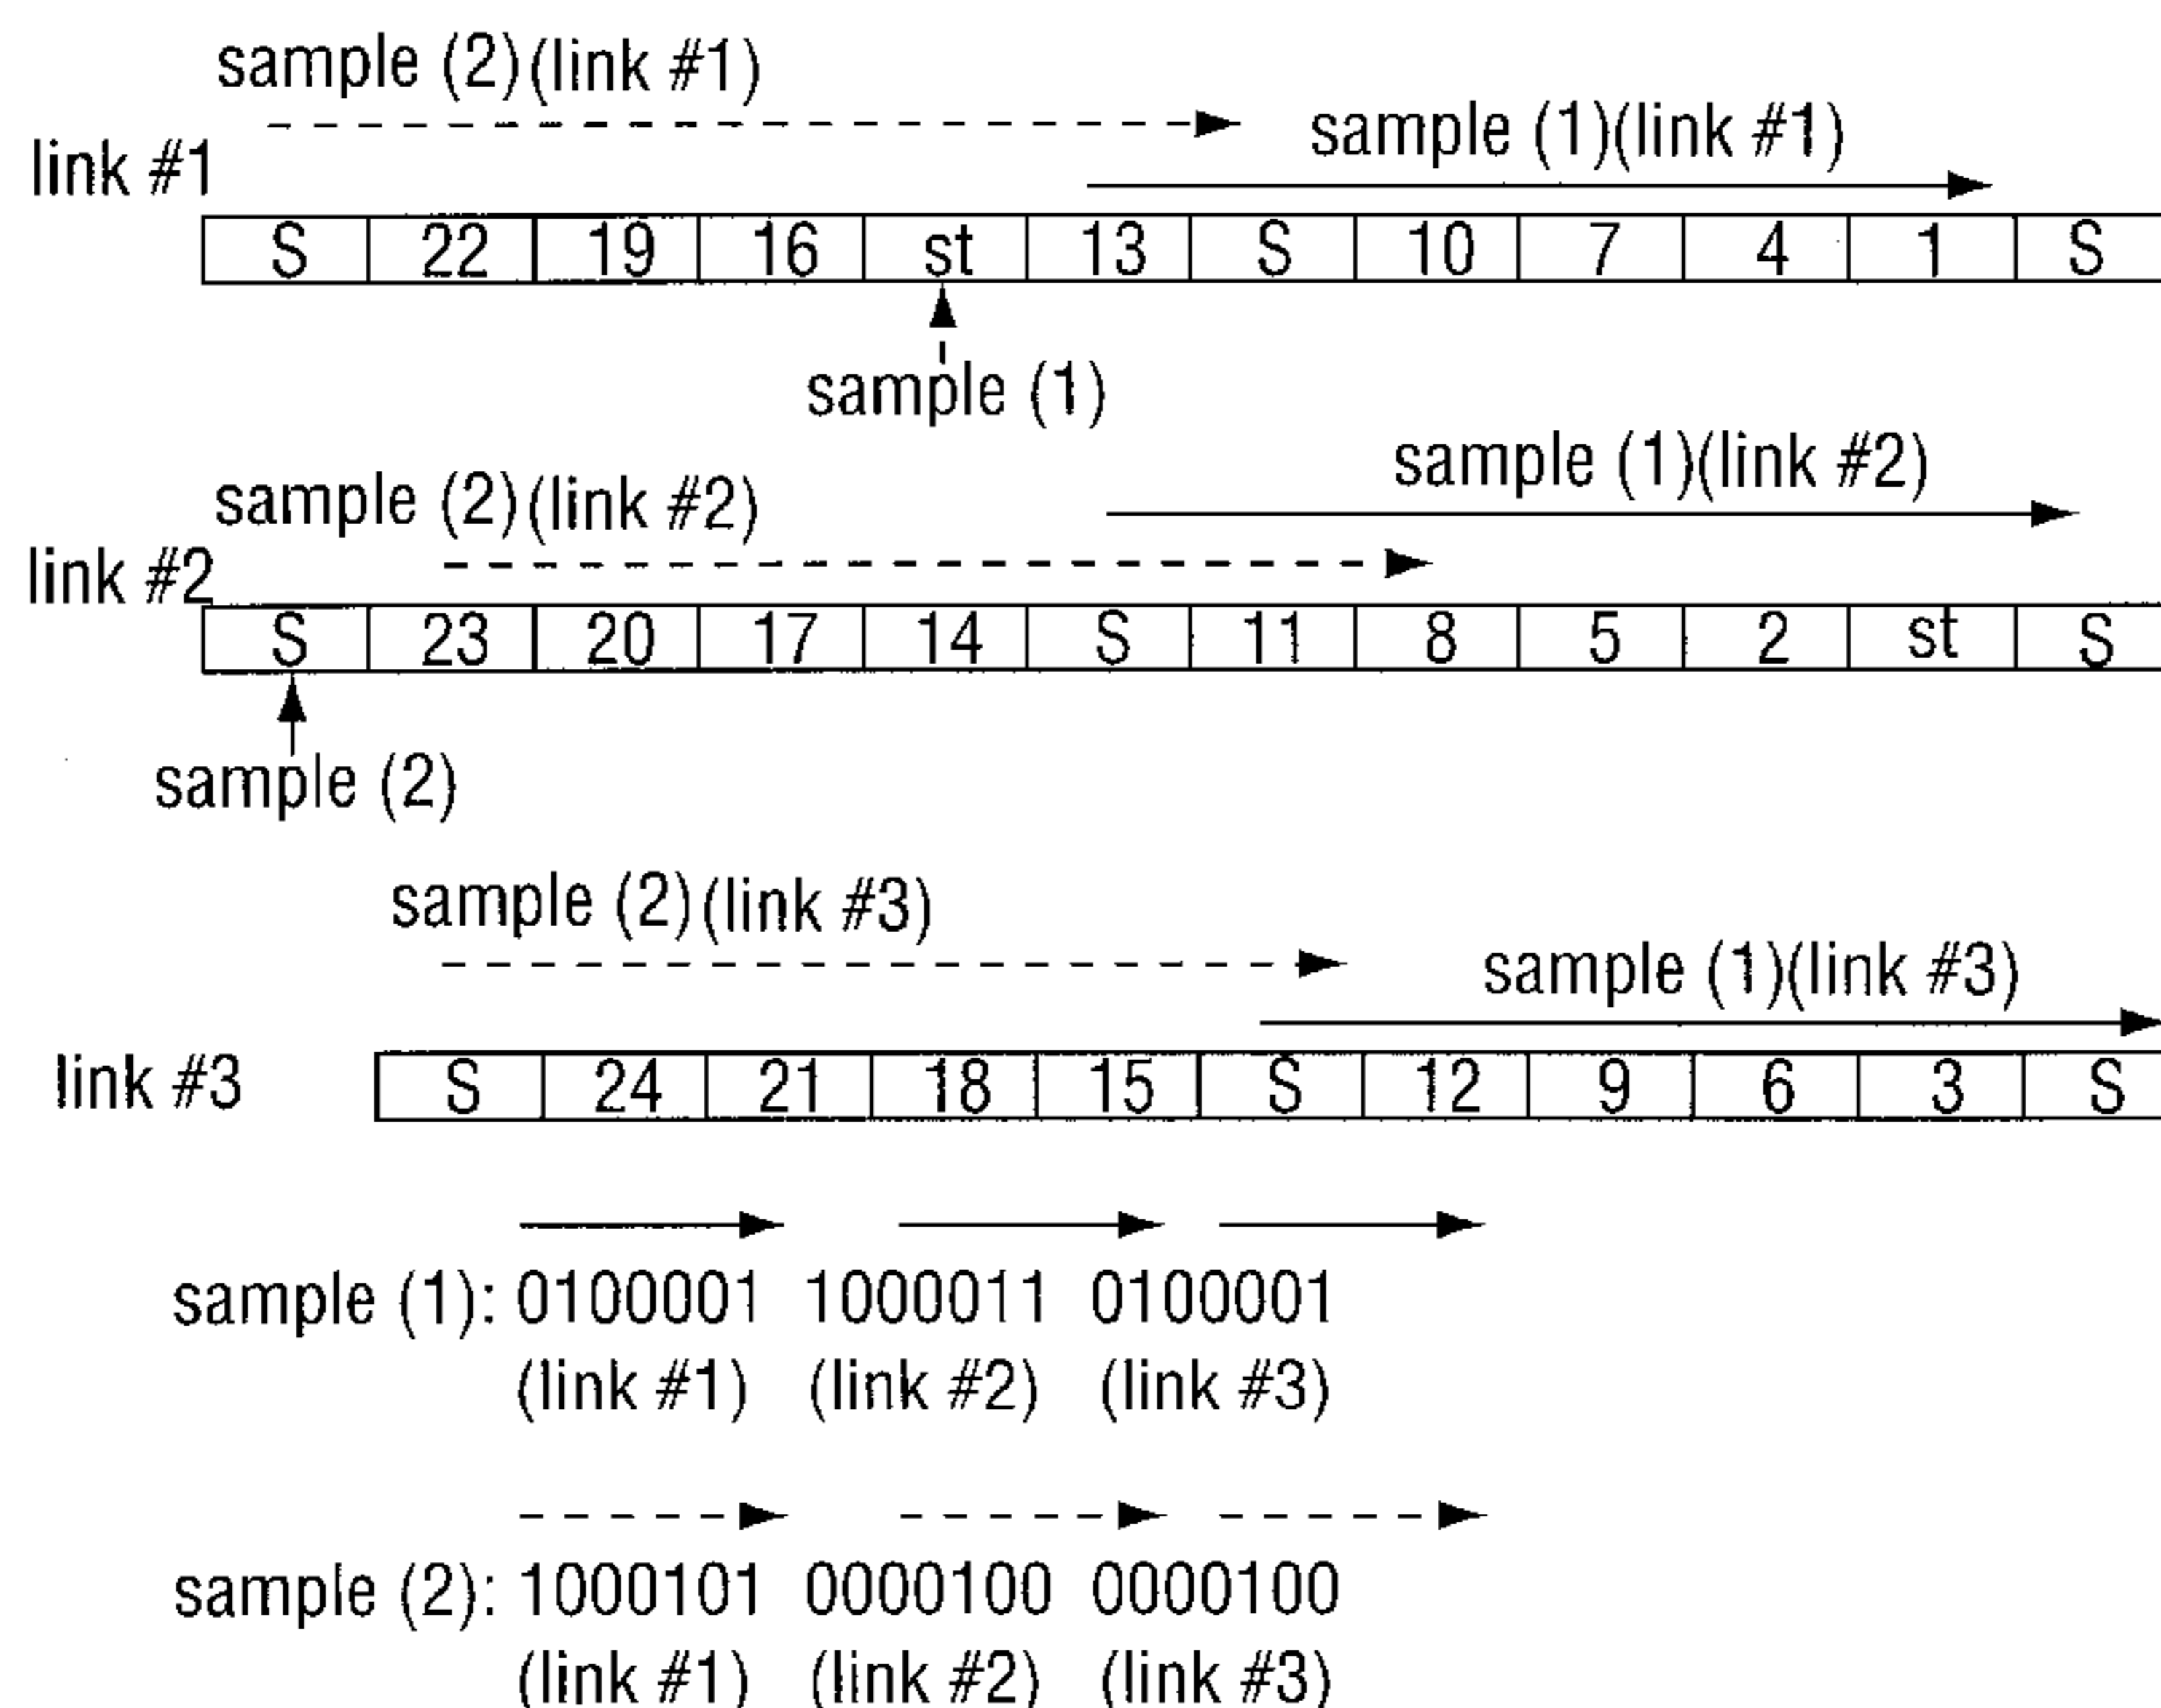 sample (2)(link #1)
sample (1)(link #1)
link #1
S 22 19 16 st 13 S 10 7 4 1 S
sample (1)
sample (1)(link #2)
sample (2)(link #2)
link #2
S 23 20 17 14 S 11 8 5 2 st S
sample (2)
sample (2)(link #3)
sample (1)(link #3)
link #3
S 24 21 18 15 S 12 9 6 3 S
sample (1): 0100001 1000011 0100001
(link #1) (link #2) (link #3)
sample (2): 1000101 0000100 0000100
(link #1) (link #2) (link #3)